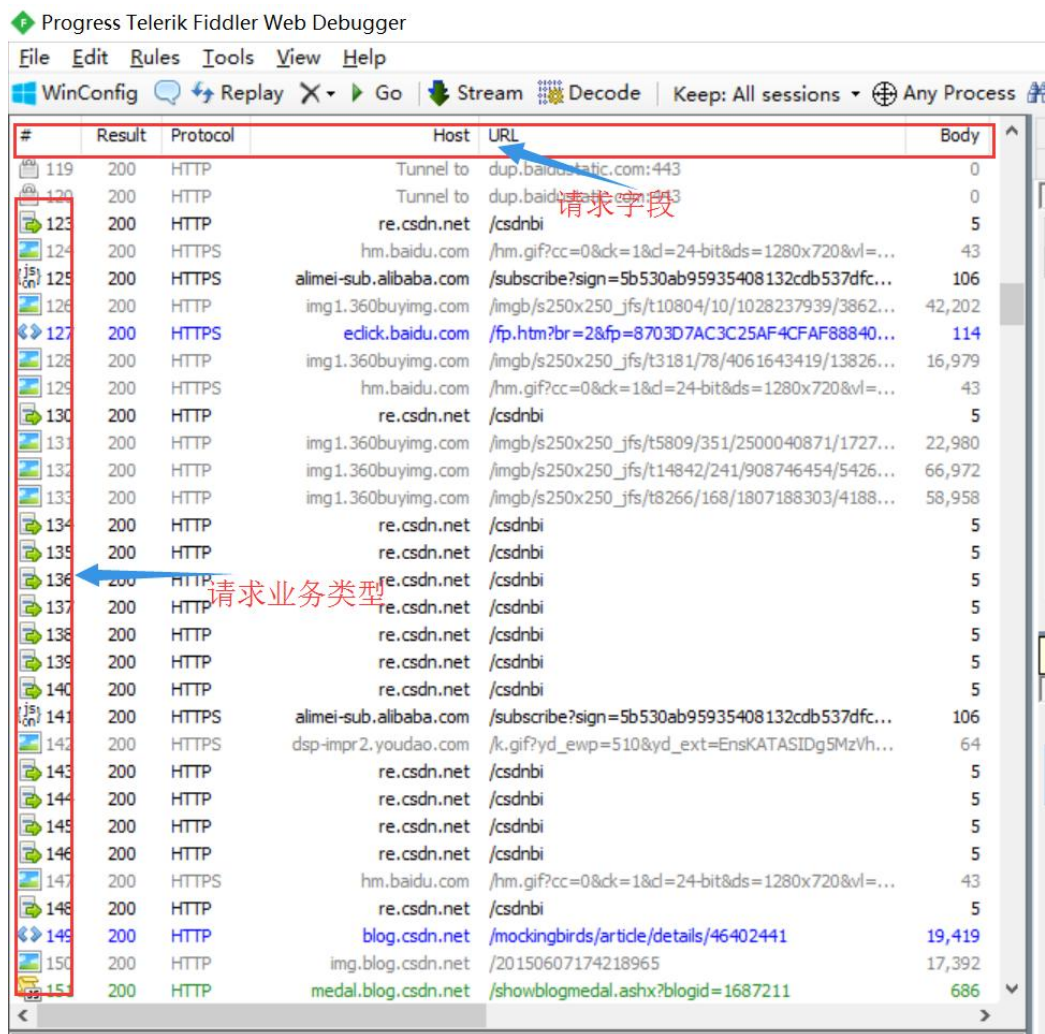 Progress Telerik Fiddler Web Debugger
File Edit Rules Tools View Help
WinConfig Replay Go Stream Decode Keep: All sessions Any Process
# Result Protocol Host URL Body
119 200 HTTP Tunnel to dup.baidustatic.com:443 0
120 200 HTTP Tunnel to dup.baidustatic.com:443 0
请求字段
123 200 HTTP re.csdn.net /csdnbi 5
124 200 HTTPS hm.baidu.com /hm.gif?cc=0&ck=1&cl=24-bit&ds=1280x720&vl=... 43
125 200 HTTPS alimei-sub.alibaba.com /subscribe?sign=5b530ab95935408132cdb537dfc... 106
126 200 HTTP img1.360buyimg.com /imgb/s250x250_jfs/t10804/10/1028237939/3862... 42,202
127 200 HTTPS eclick.baidu.com /fp.htm?br=2&fp=8703D7AC3C25AF4CFAF88840... 114
128 200 HTTP img1.360buyimg.com /imgb/s250x250_jfs/t3181/78/4061643419/13826... 16,979
129 200 HTTPS hm.baidu.com /hm.gif?cc=0&ck=1&cl=24-bit&ds=1280x720&vl=... 43
130 200 HTTP re.csdn.net /csdnbi 5
131 200 HTTP img1.360buyimg.com /imgb/s250x250_jfs/t5809/351/2500040871/1727... 22,980
132 200 HTTP img1.360buyimg.com /imgb/s250x250_jfs/t14842/241/908746454/5426... 66,972
133 200 HTTP img1.360buyimg.com /imgb/s250x250_jfs/t8266/168/1807188303/4188... 58,958
134 200 HTTP re.csdn.net /csdnbi 5
135 200 HTTP re.csdn.net /csdnbi 5
136 200 HTTP re.csdn.net /csdnbi 5
请求业务类型
137 200 HTTP re.csdn.net /csdnbi 5
138 200 HTTP re.csdn.net /csdnbi 5
139 200 HTTP re.csdn.net /csdnbi 5
140 200 HTTP re.csdn.net /csdnbi 5
141 200 HTTPS alimei-sub.alibaba.com /subscribe?sign=5b530ab95935408132cdb537dfc... 106
142 200 HTTPS dsp-impr2.youdao.com /k.gif?yd_ewp=510&yd_ext=EnsKATASIDg5MzVh... 64
143 200 HTTP re.csdn.net /csdnbi 5
144 200 HTTP re.csdn.net /csdnbi 5
145 200 HTTP re.csdn.net /csdnbi 5
146 200 HTTP re.csdn.net /csdnbi 5
147 200 HTTPS hm.baidu.com /hm.gif?cc=0&ck=1&cl=24-bit&ds=1280x720&vl=... 43
148 200 HTTP re.csdn.net /csdnbi 5
149 200 HTTP blog.csdn.net /mockingbirds/article/details/46402441 19,419
150 200 HTTP img.blog.csdn.net /20150607174218965 17,392
151 200 HTTP medal.blog.csdn.net /showblogmedal.ashx?blogid=1687211 686